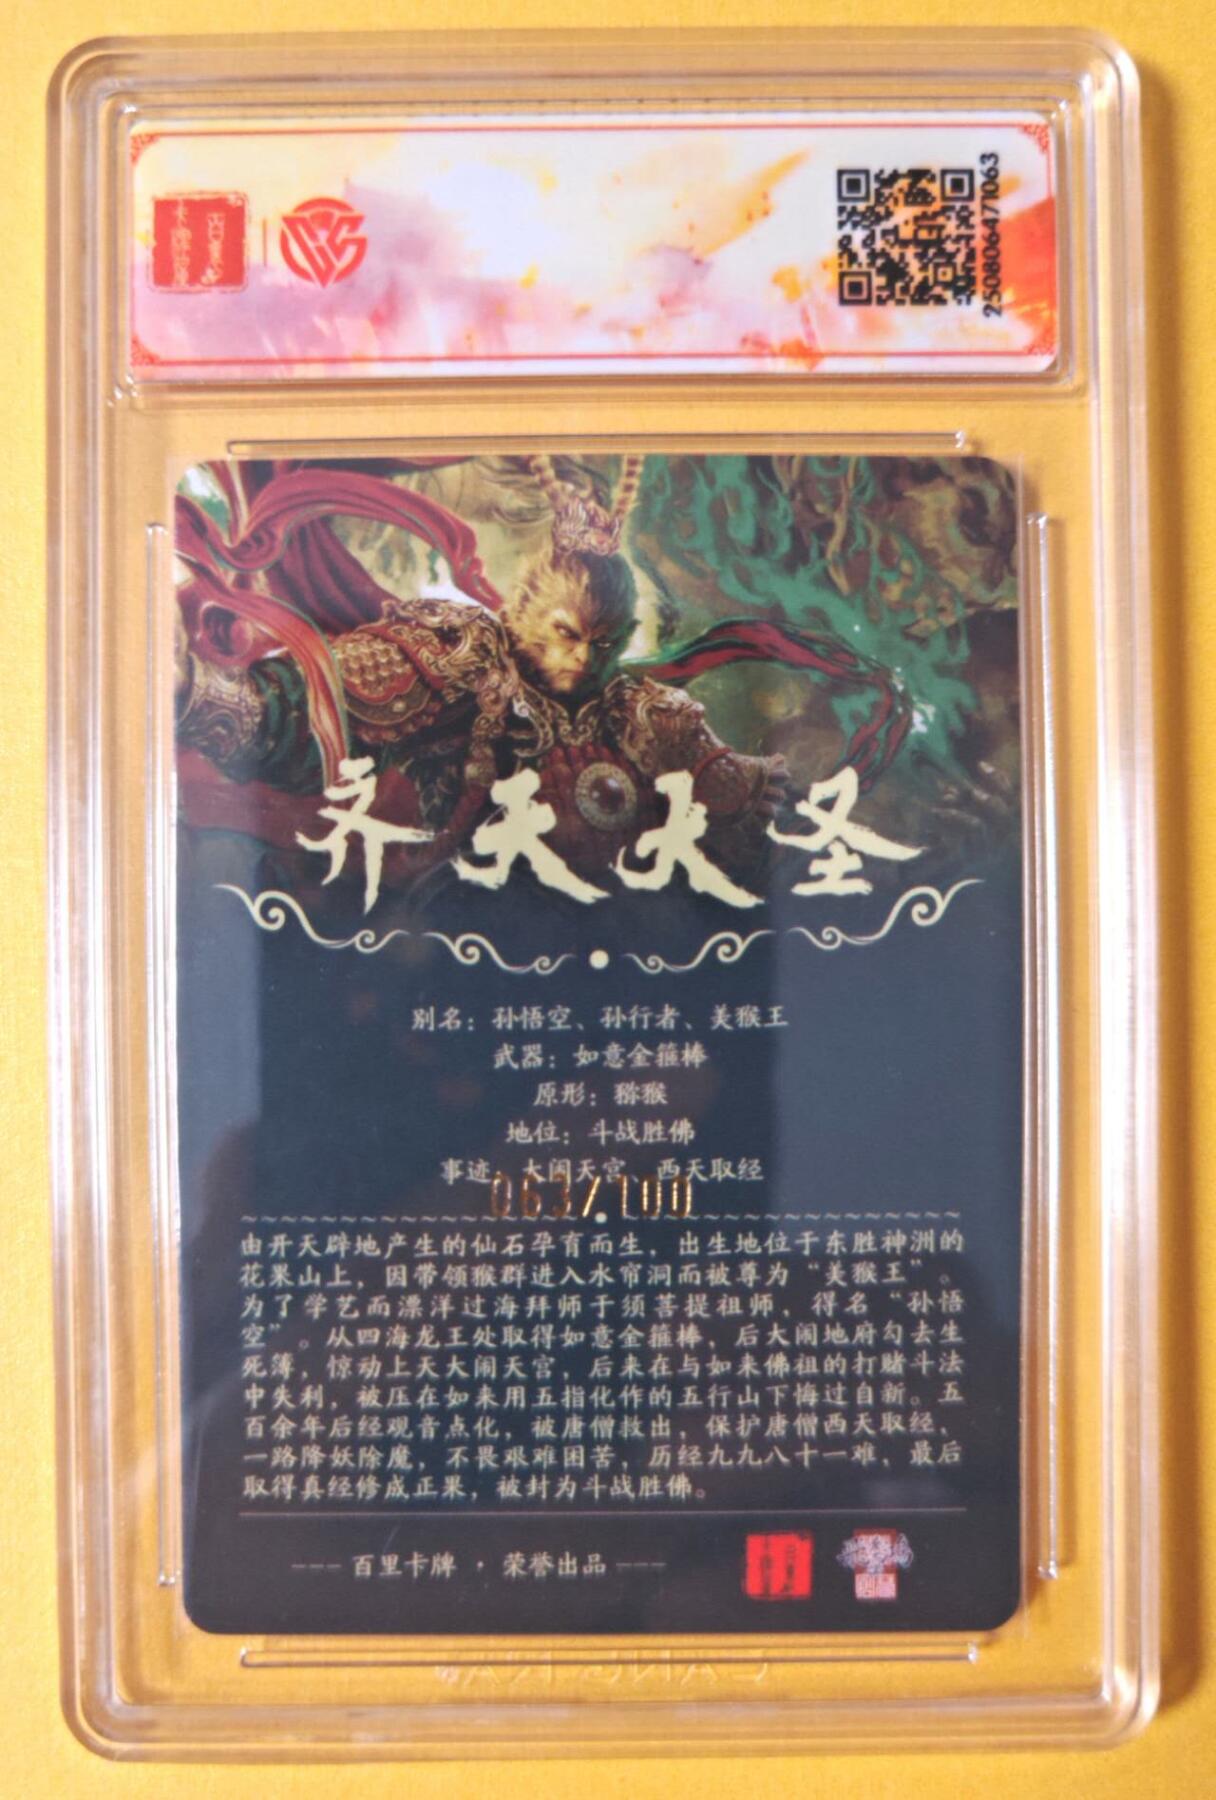 百里
卡牌屋
250806471063
齐天大圣
别名：孙悟空、孙行者、美猴王
武器：如意金箍棒
原形：猕猴
地位：斗战胜佛
事迹：大闹天宫、西天取经
063/100
由开天辟地产生的仙石孕育而生，出生地位于东胜神洲的
花果山上，因带领猴群进入水帘洞而被尊为“美猴王”。
为了学艺而漂洋过海拜师于须菩提祖师，得名“孙悟
空”。从四海龙王处取得如意金箍棒，后大闹地府勾去生
死簿，惊动上天大闹天宫，后来在与如来佛祖的打赌斗法
中失利，被压在如来用五指化作的五行山下悔过自新。五
百余年后经观音点化，被唐僧救出，保护唐僧西天取经，
一路降妖除魔，不畏艰难困苦，历经九九八十一难，最后
取得真经修成正果，被封为斗战胜佛。
--- 百里卡牌 · 荣誉出品 ---